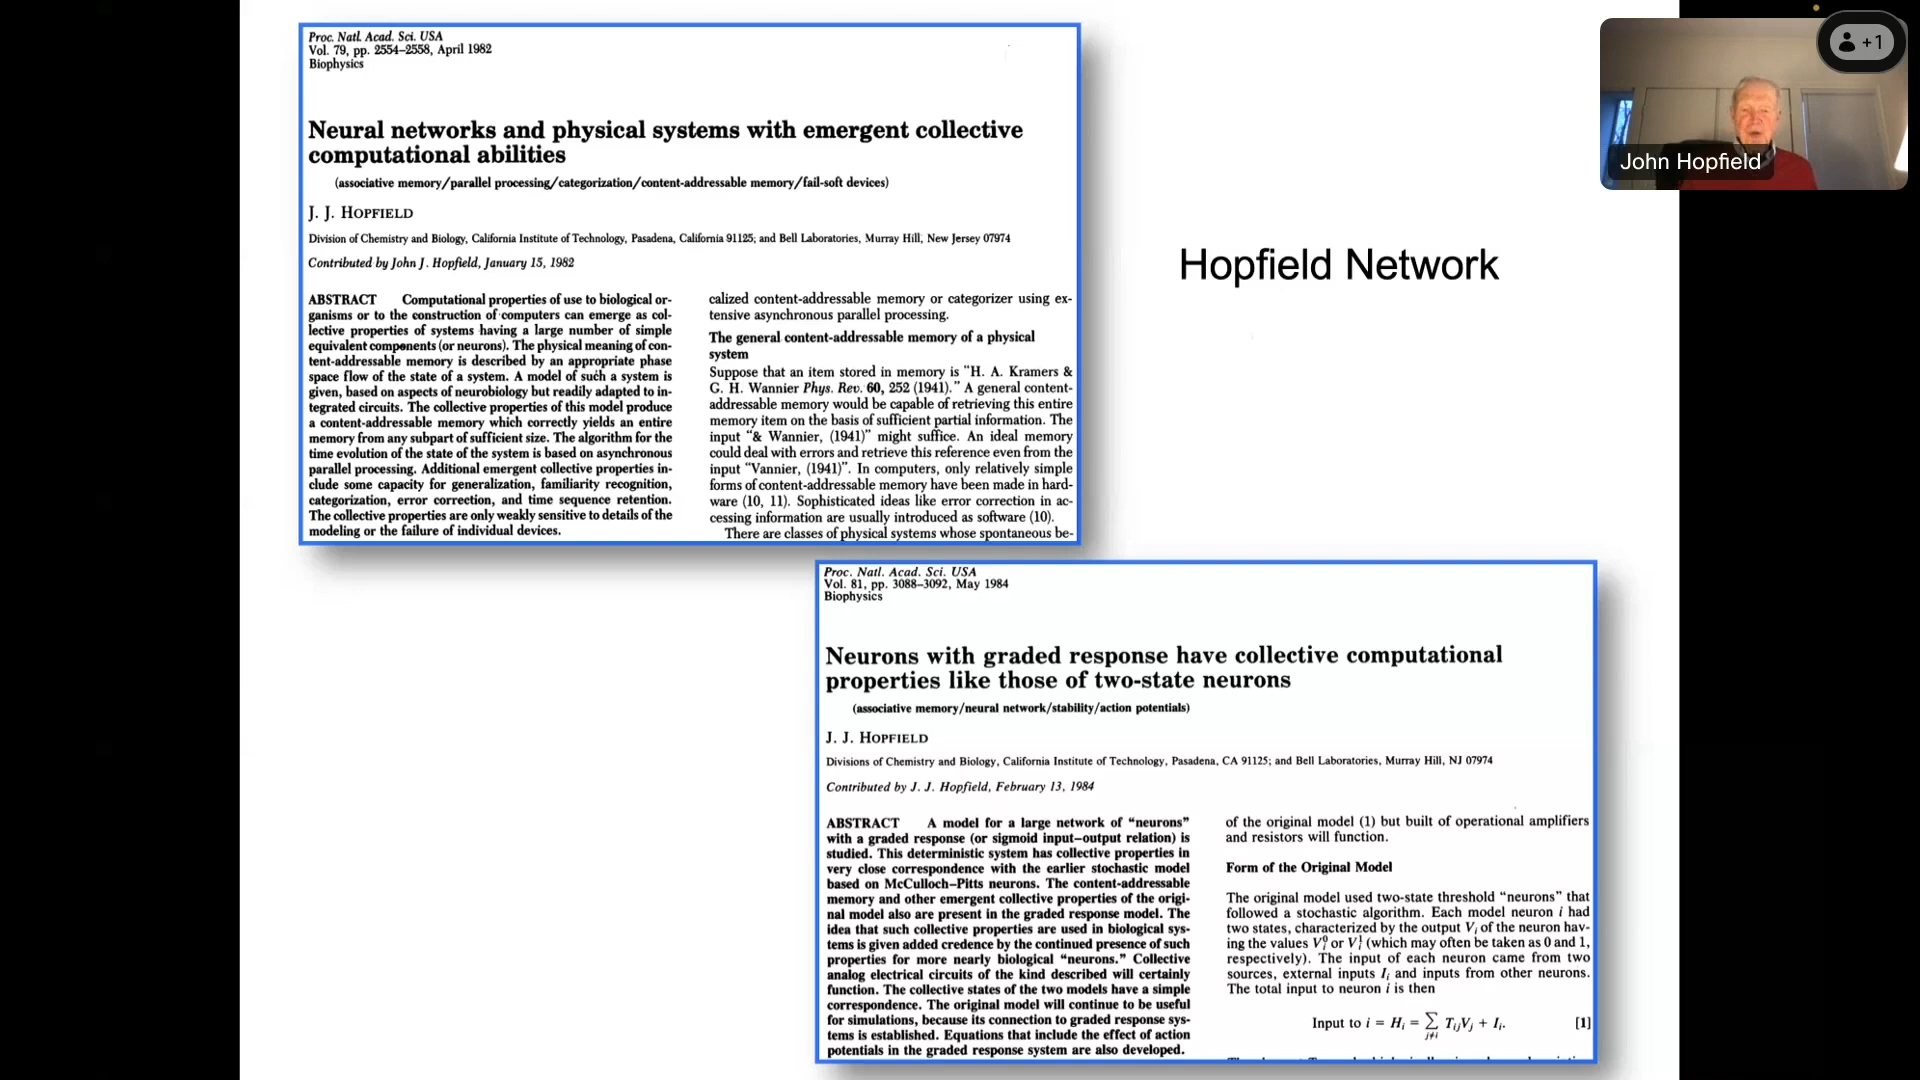 Proc. Natl. Acad. Sci. USA
Vol. 79, pp. 2554–2558, April 1982
Biophysics
Neural networks and physical systems with emergent collective
computational abilities
(associative memory/parallel processing/categorization/content-addressable memory/fail-soft devices)
J. J. HOPFIELD
Division of Chemistry and Biology, California Institute of Technology, Pasadena, California 91125; and Bell Laboratories, Murray Hill, New Jersey 07974
Contributed by John J. Hopfield, January 15, 1982
ABSTRACT Computational properties of use to biological or-
ganisms or to the construction of computers can emerge as col-
lective properties of systems having a large number of simple
equivalent components (or neurons). The physical meaning of con-
tent-addressable memory is described by an appropriate phase
space flow of the state of a system. A model of such a system is
given, based on aspects of neurobiology but readily adapted to in-
tegrated circuits. The collective properties of this model produce
a content-addressable memory which correctly yields an entire
memory from any subpart of sufficient size. The algorithm for the
time evolution of the state of the system is based on asynchronous
parallel processing. Additional emergent collective properties in-
clude some capacity for generalization, familiarity recognition,
categorization, error correction, and time sequence retention.
The collective properties are only weakly sensitive to details of the
modeling or the failure of individual devices.
calized content-addressable memory or categorizer using ex-
tensive asynchronous parallel processing.
The general content-addressable memory of a physical
system
Suppose that an item stored in memory is "H. A. Kramers &
G. H. Wannier Phys. Rev. 60, 252 (1941)." A general content-
addressable memory would be capable of retrieving this entire
memory item on the basis of sufficient partial information. The
input "& Wannier, (1941)" might suffice. An ideal memory
could deal with errors and retrieve this reference even from the
input "Vannier, (1941)". In computers, only relatively simple
forms of content-addressable memory have been made in hard-
ware (10, 11). Sophisticated ideas like error correction in ac-
cessing information are usually introduced as software (10).
There are classes of physical systems whose spontaneous be-
+1
John Hopfield
Hopfield Network
Proc. Natl. Acad. Sci. USA
Vol. 81, pp. 3088–3092, May 1984
Biophysics
Neurons with graded response have collective computational
properties like those of two-state neurons
(associative memory/neural network/stability/action potentials)
J. J. HOPFIELD
Divisions of Chemistry and Biology, California Institute of Technology, Pasadena, CA 91125; and Bell Laboratories, Murray Hill, NJ 07974
Contributed by J. J. Hopfield, February 13, 1984
ABSTRACT A model for a large network of “neurons”
with a graded response (or sigmoid input–output relation) is
studied. This deterministic system has collective properties in
very close correspondence with the earlier stochastic model
based on McCulloch–Pitts neurons. The content-addressable
memory and other emergent collective properties of the origi-
nal model also are present in the graded response model. The
idea that such collective properties are used in biological sys-
tems is given added credence by the continued presence of such
properties for more nearly biological “neurons.” Collective
analog electrical circuits of the kind described will certainly
function. The collective states of the two models have a simple
correspondence. The original model will continue to be useful
for simulations, because its connection to graded response sys-
tems is established. Equations that include the effect of action
potentials in the graded response system are also developed.
of the original model (1) but built of operational amplifiers
and resistors will function.
Form of the Original Model
The original model used two-state threshold “neurons” that
followed a stochastic algorithm. Each model neuron i had
two states, characterized by the output Vᵢ of the neuron hav-
ing the values Vᵢ⁰ or Vᵢ¹ (which may often be taken as 0 and 1,
respectively). The input of each neuron came from two
sources, external inputs Iᵢ and inputs from other neurons.
The total input to neuron i is then
Input to i = Hᵢ = ∑ j≠i TᵢⱼVⱼ + Iᵢ. [1]